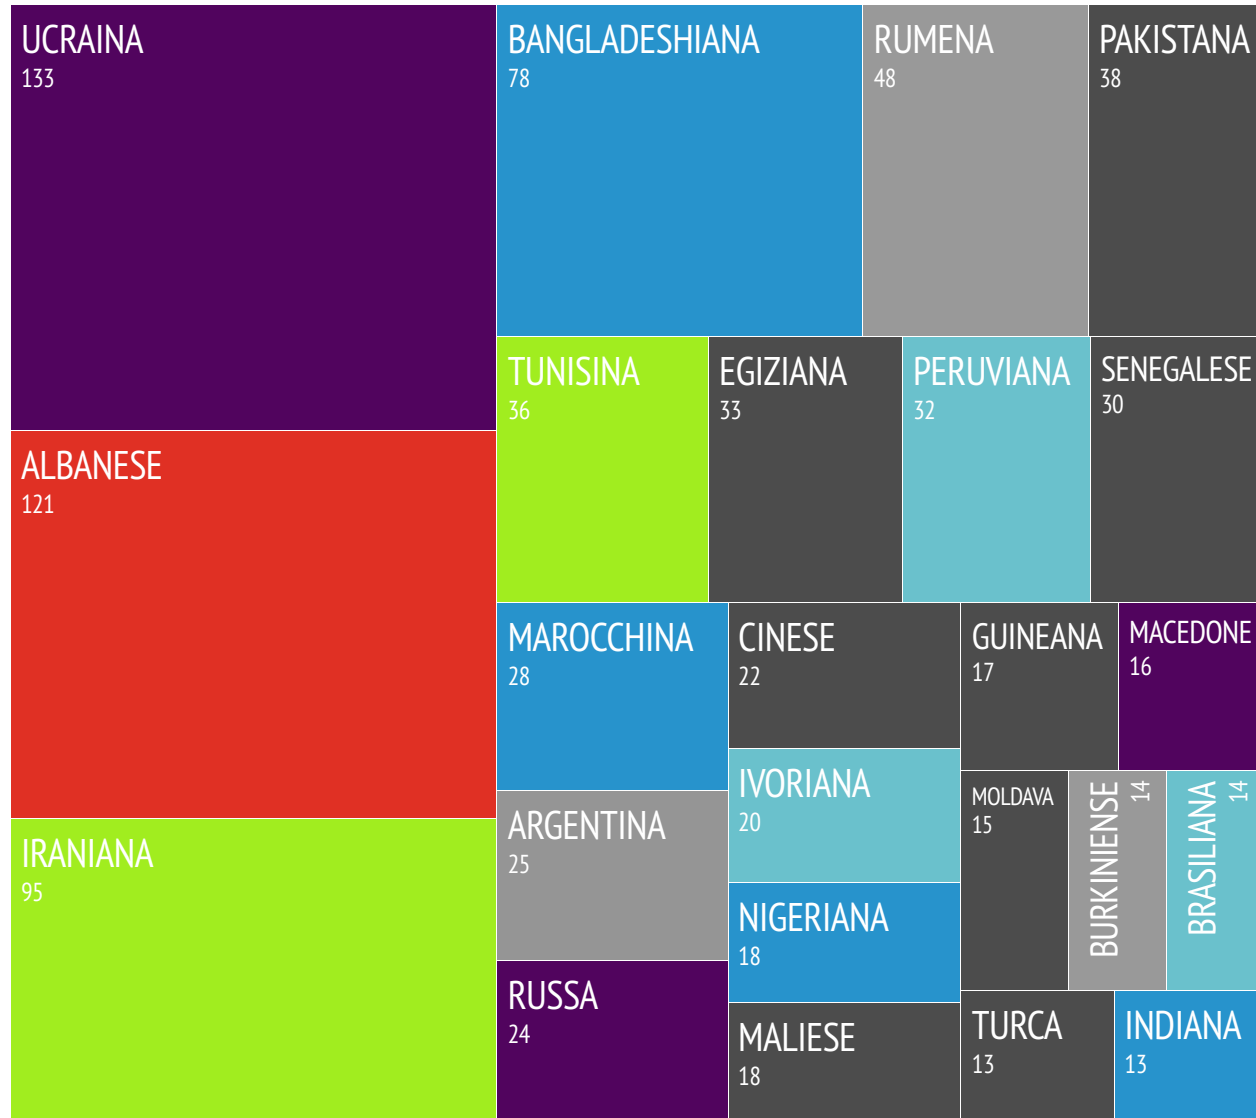 UCRAINA
133
BANGLADESHIANA
78
RUMENA
48
PAKISTANA
38
TUNISINA
36
EGIZIANA
33
PERUVIANA
32
SENEGALESE
30
ALBANESE
121
MAROCCHINA
28
CINESE
22
GUINEANA
17
MACEDONE
16
IVORIANA
20
MOLDAVA
15
BURKINIENSE
14
BRASILIANA
14
ARGENTINA
25
IRANIANA
95
NIGERIANA
18
RUSSA
24
MALIESE
18
TURCA
13
INDIANA
13